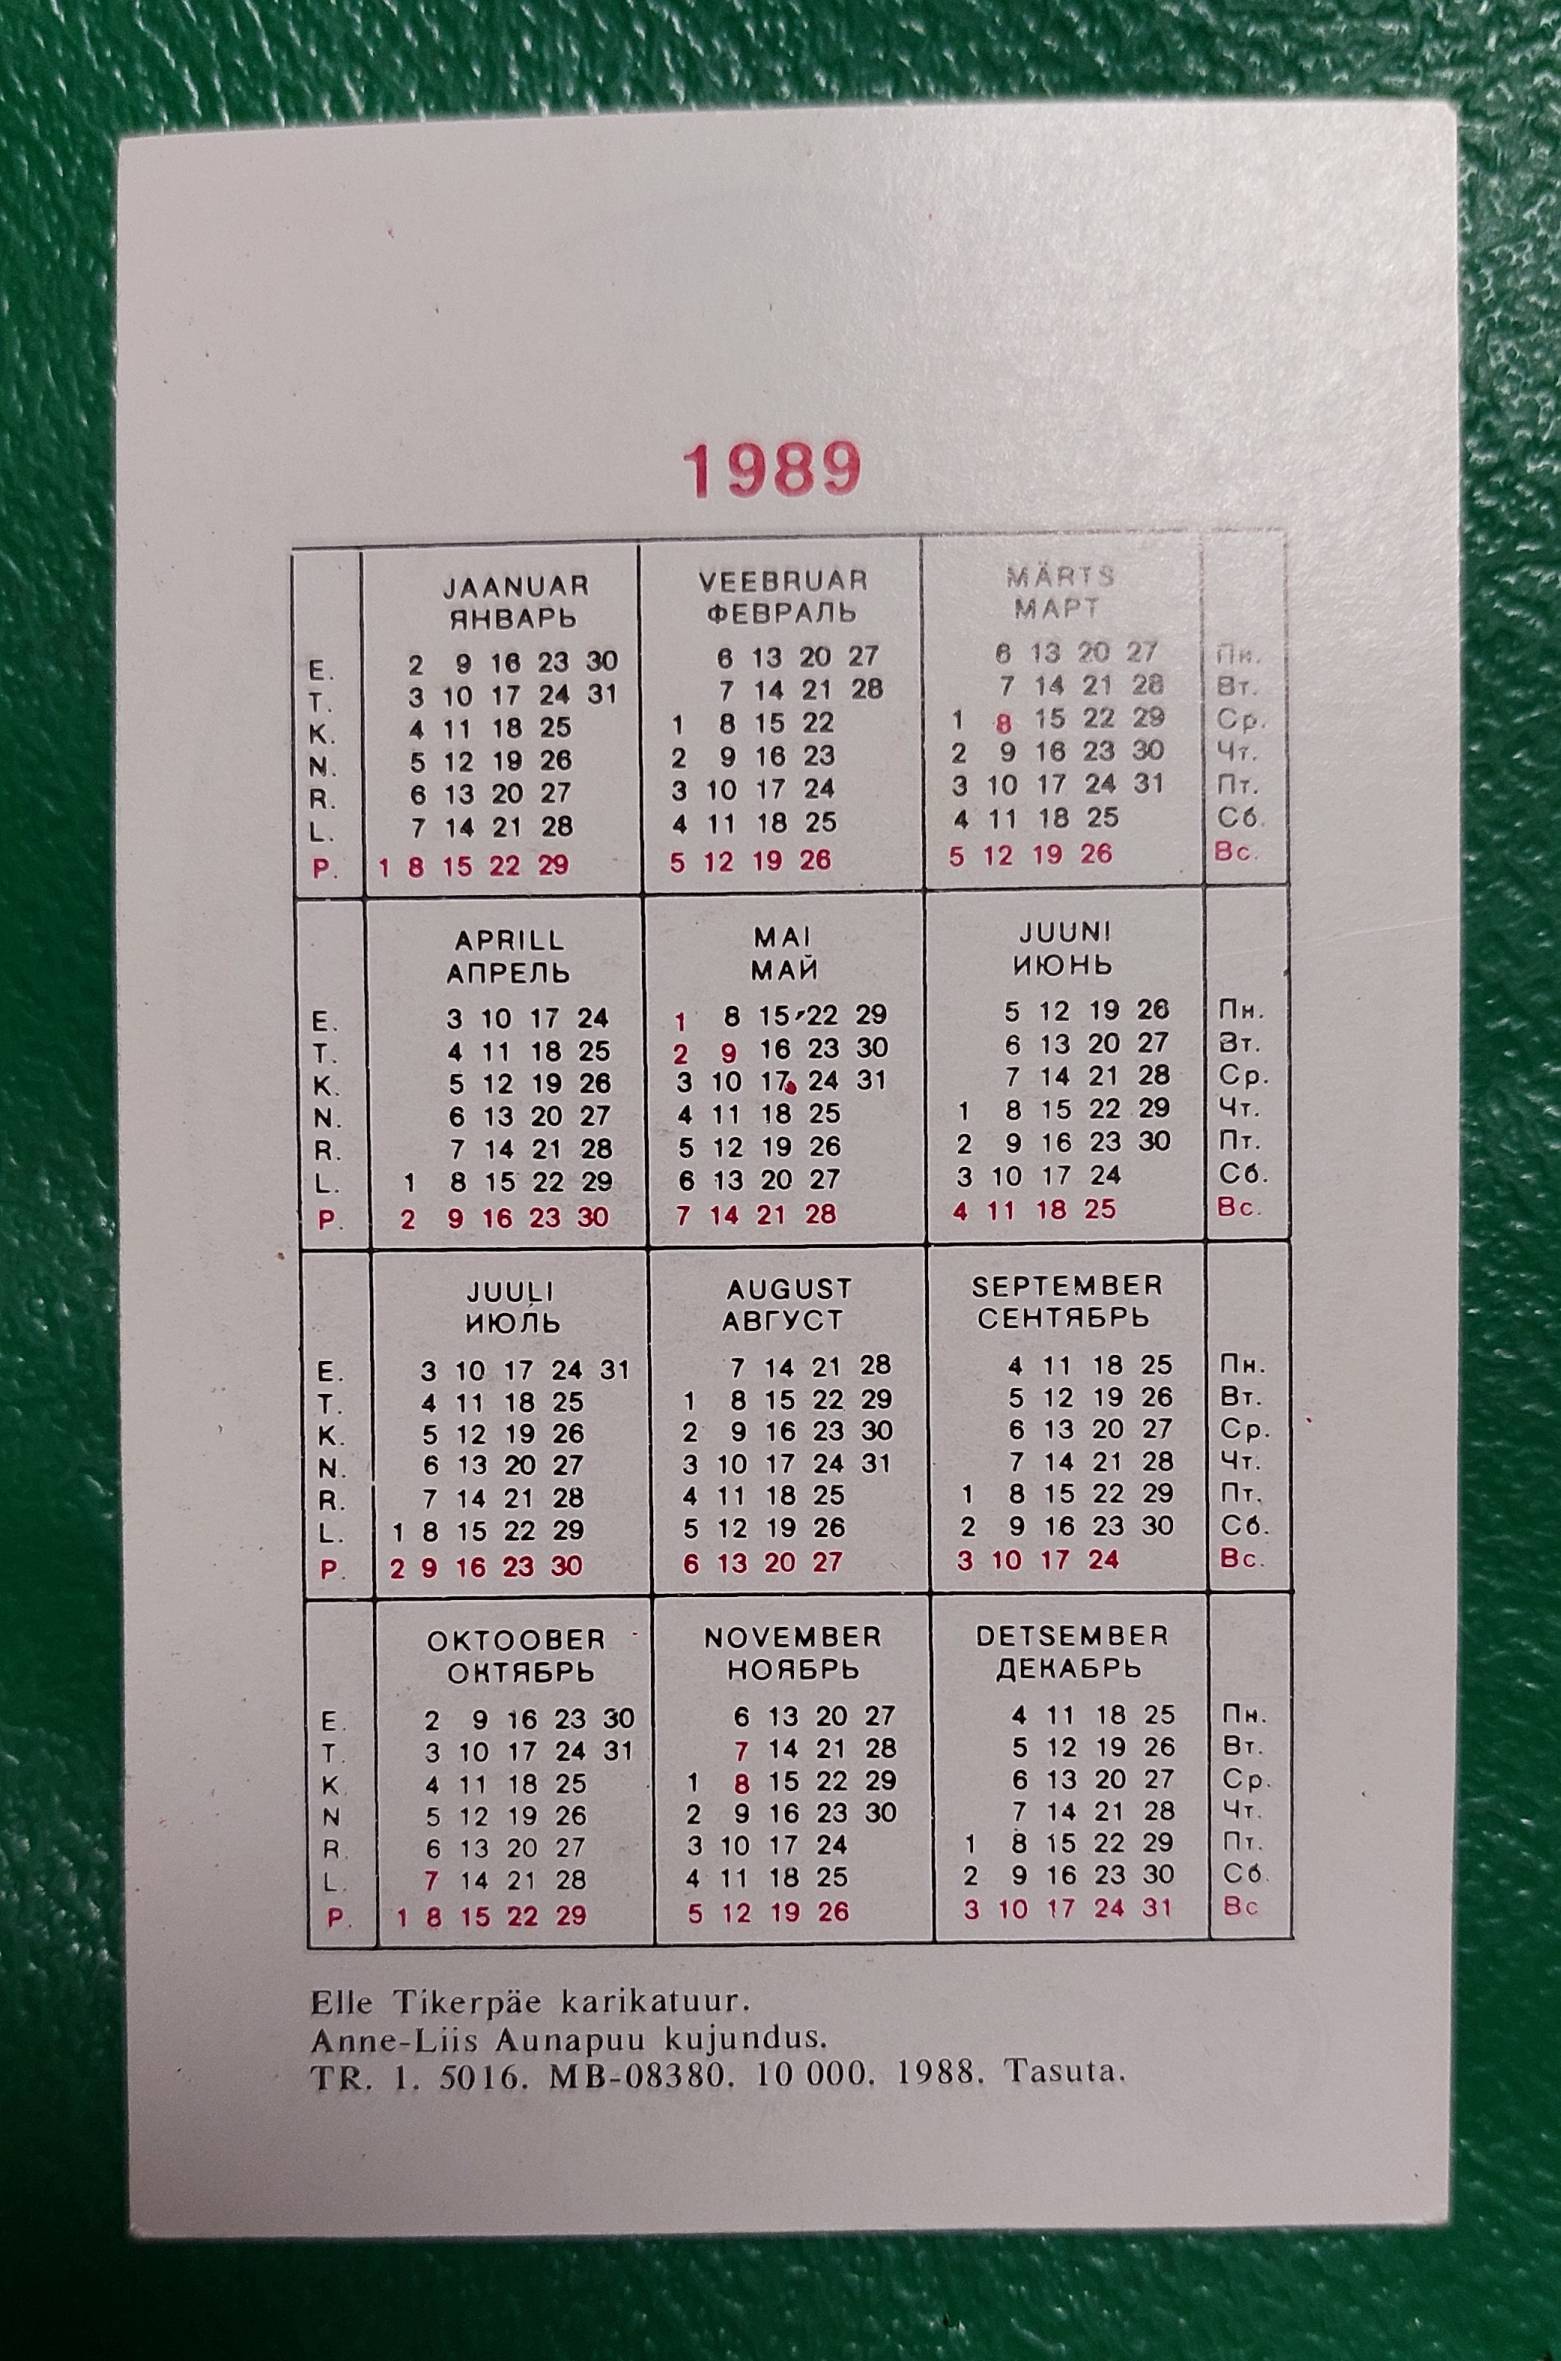 1989
JAANUAR VEEBRUAR MÄRTS
ЯНВАРЬ ФЕВРАЛЬ МАРТ
E. 2 9 16 23 30 6 13 20 27 6 13 20 27 Пн.
T. 3 10 17 24 31 7 14 21 28 7 14 21 28 Вт.
K. 4 11 18 25 1 8 15 22 1 8 15 22 29 Ср.
N. 5 12 19 26 2 9 16 23 2 9 16 23 30 Чт.
R. 6 13 20 27 3 10 17 24 3 10 17 24 31 Пт.
L. 7 14 21 28 4 11 18 25 4 11 18 25 Сб.
P. 1 8 15 22 29 5 12 19 26 5 12 19 26 Вс.
APRILL MAI JUUNI
АПРЕЛЬ МАЙ ИЮНЬ
E. 3 10 17 24 1 8 15 22 29 5 12 19 26 Пн.
T. 4 11 18 25 2 9 16 23 30 6 13 20 27 Вт.
K. 5 12 19 26 3 10 17 24 31 7 14 21 28 Ср.
N. 6 13 20 27 4 11 18 25 1 8 15 22 29 Чт.
R. 7 14 21 28 5 12 19 26 2 9 16 23 30 Пт.
L. 1 8 15 22 29 6 13 20 27 3 10 17 24 Сб.
P. 2 9 16 23 30 7 14 21 28 4 11 18 25 Вс.
JUULI AUGUST SEPTEMBER
ИЮЛЬ АВГУСТ СЕНТЯБРЬ
E. 3 10 17 24 31 7 14 21 28 4 11 18 25 Пн.
T. 4 11 18 25 1 8 15 22 29 5 12 19 26 Вт.
K. 5 12 19 26 2 9 16 23 30 6 13 20 27 Ср.
N. 6 13 20 27 3 10 17 24 31 7 14 21 28 Чт.
R. 7 14 21 28 4 11 18 25 1 8 15 22 29 Пт.
L. 1 8 15 22 29 5 12 19 26 2 9 16 23 30 Сб.
P. 2 9 16 23 30 6 13 20 27 3 10 17 24 Вс.
OKTOOBER NOVEMBER DETSEMBER
ОКТЯБРЬ НОЯБРЬ ДЕКАБРЬ
E. 2 9 16 23 30 6 13 20 27 4 11 18 25 Пн.
T. 3 10 17 24 31 7 14 21 28 5 12 19 26 Вт.
K 4 11 18 25 1 8 15 22 29 6 13 20 27 Ср.
N 5 12 19 26 2 9 16 23 30 7 14 21 28 Чт.
R. 6 13 20 27 3 10 17 24 1 8 15 22 29 Пт.
L. 7 14 21 28 4 11 18 25 2 9 16 23 30 Сб.
P. 1 8 15 22 29 5 12 19 26 3 10 17 24 31 Вс
Elle Tikerpäe karikatuur.
Anne-Liis Aunapuu kujundus.
TR. 1. 5016. MB-08380. 10 000. 1988. Tasuta.